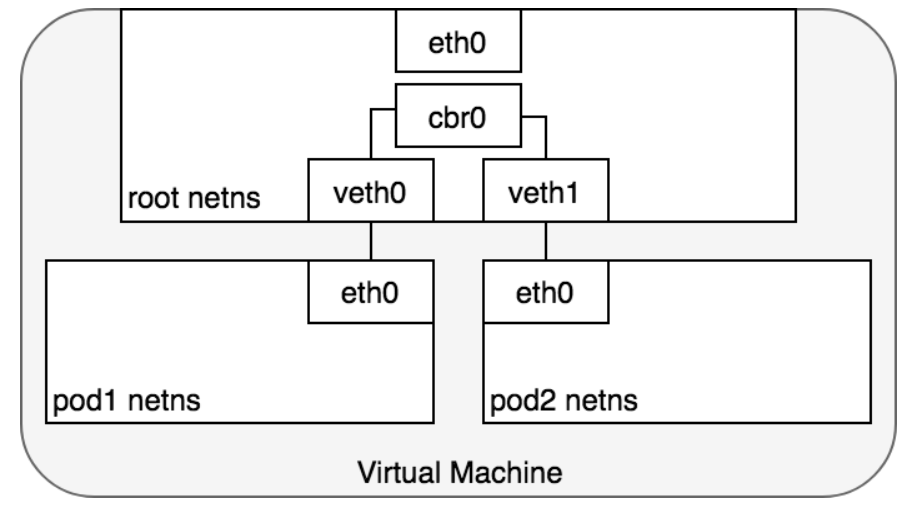 eth0
cbr0
root netns
veth0
veth1
eth0
eth0
pod1 netns
pod2 netns
Virtual Machine